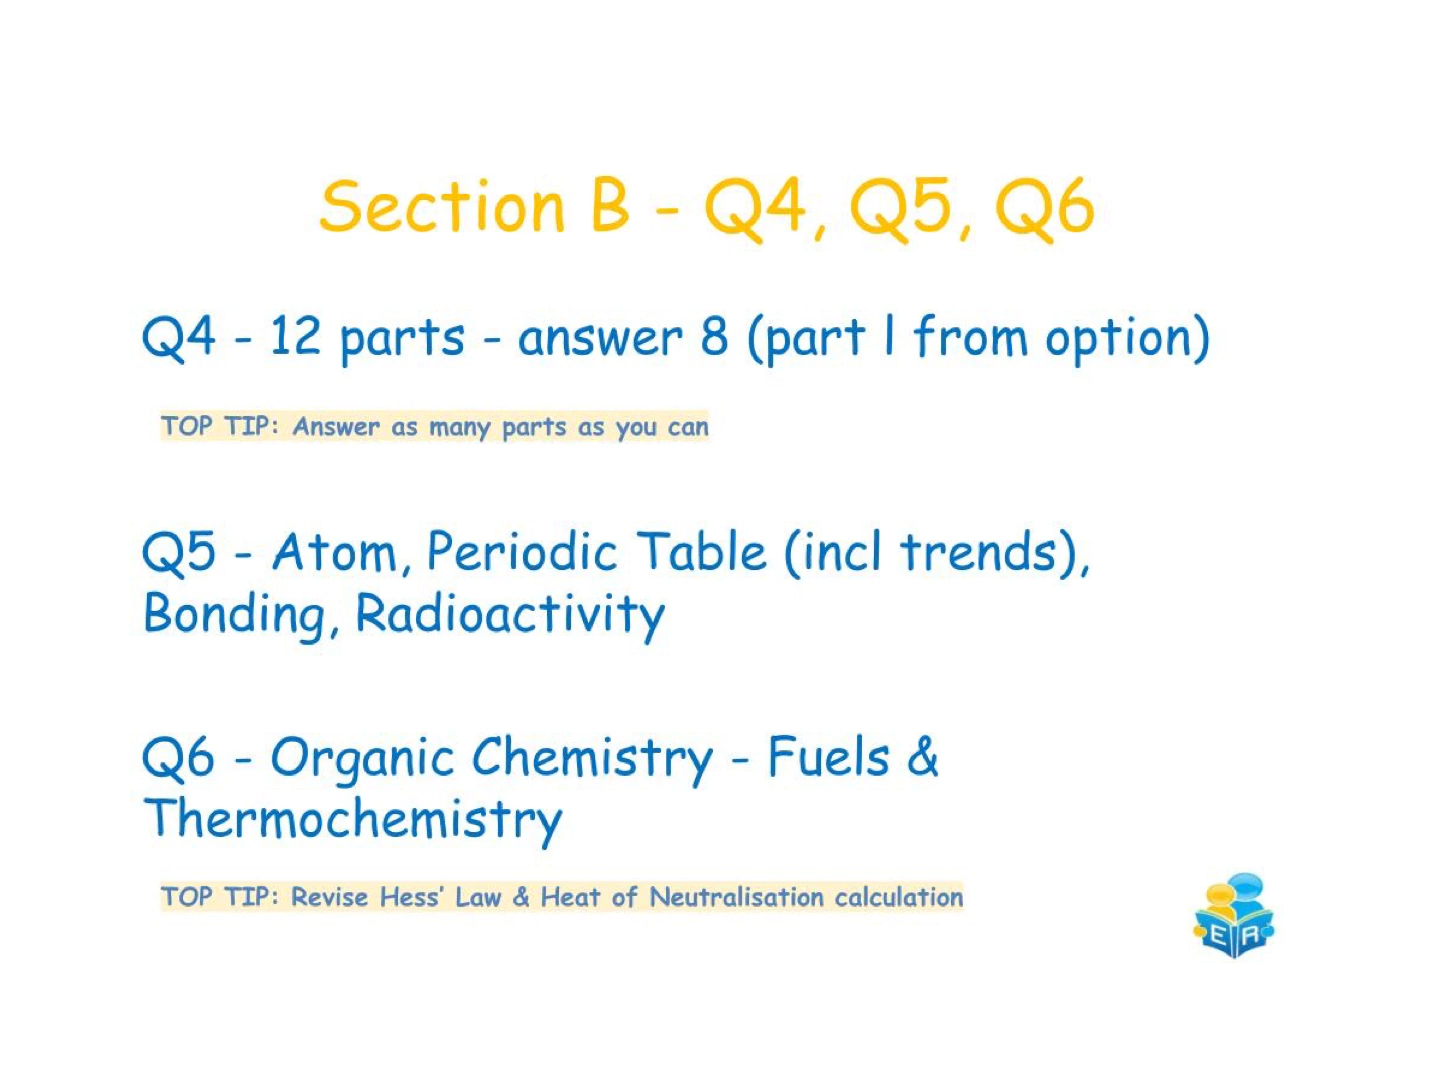 Section B - Q4, Q5, Q6
Q4 - 12 parts - answer 8 (part l from option)
TOP TIP: Answer as many parts as you can
Q5 - Atom, Periodic Table (incl trends),
Bonding, Radioactivity
Q6 - Organic Chemistry - Fuels &
Thermochemistry
TOP TIP: Revise Hess’ Law & Heat of Neutralisation calculation
E R